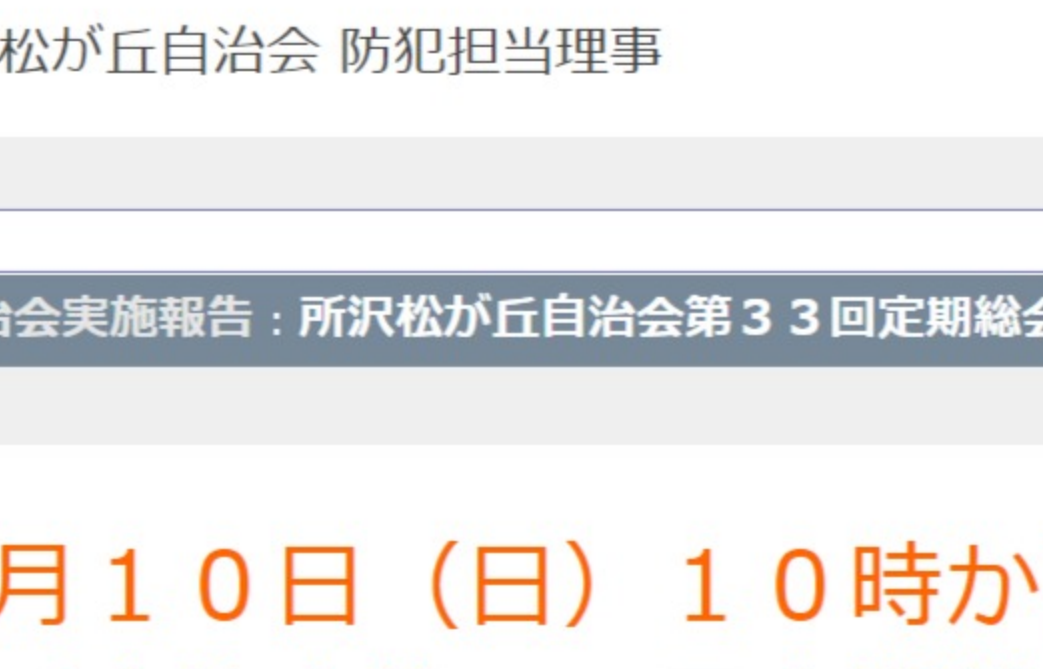 松が丘自治会 防犯担当理事
治会実施報告：所沢松が丘自治会第３３回定期総会
月１０日（日）１０時か